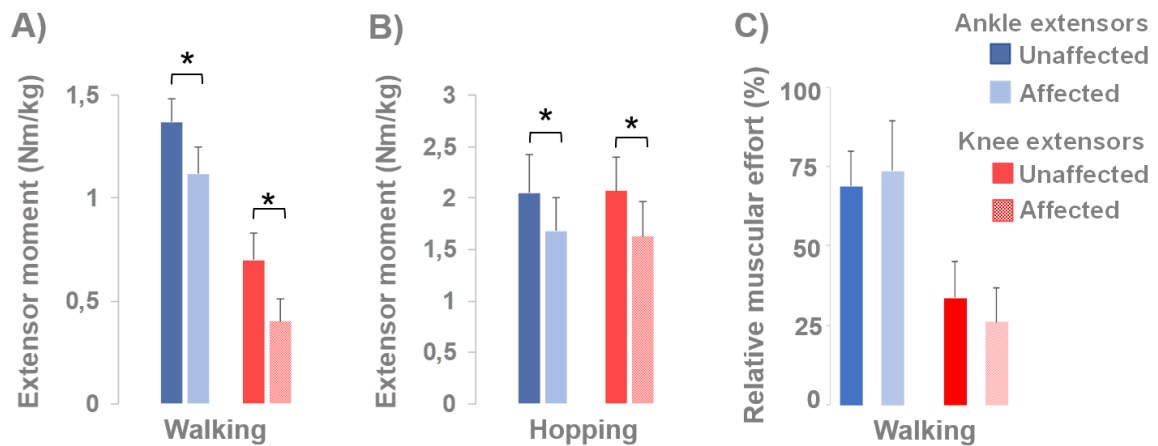 A)
Extensor moment (Nm/kg)
1,5
1
0,5
0
*
*
Walking
B)
Extensor moment (Nm/kg)
3
2,5
2
1,5
1
0,5
0
*
*
Hopping
C)
Relative muscular effort (%)
100
75
50
25
0
Walking
Ankle extensors
Unaffected
Affected
Knee extensors
Unaffected
Affected